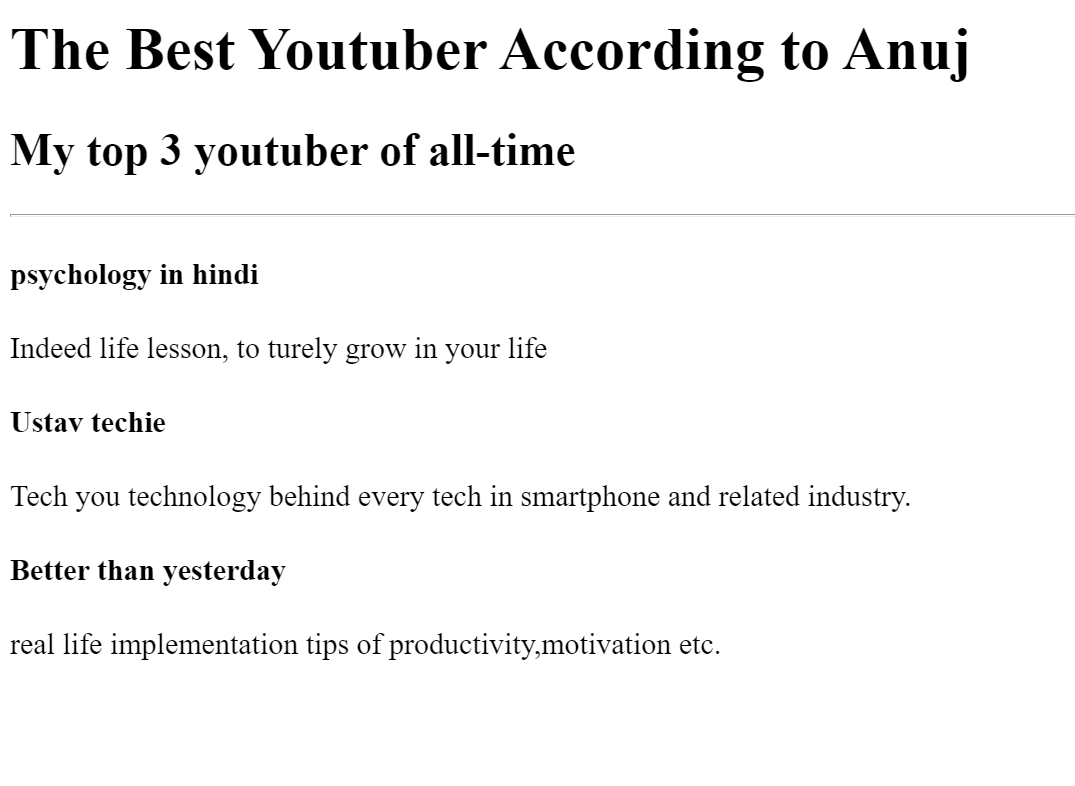 The Best Youtuber According to Anuj
My top 3 youtuber of all-time
psychology in hindi
Indeed life lesson, to turely grow in your life
Ustav techie
Tech you technology behind every tech in smartphone and related industry.
Better than yesterday
real life implementation tips of productivity,motivation etc.